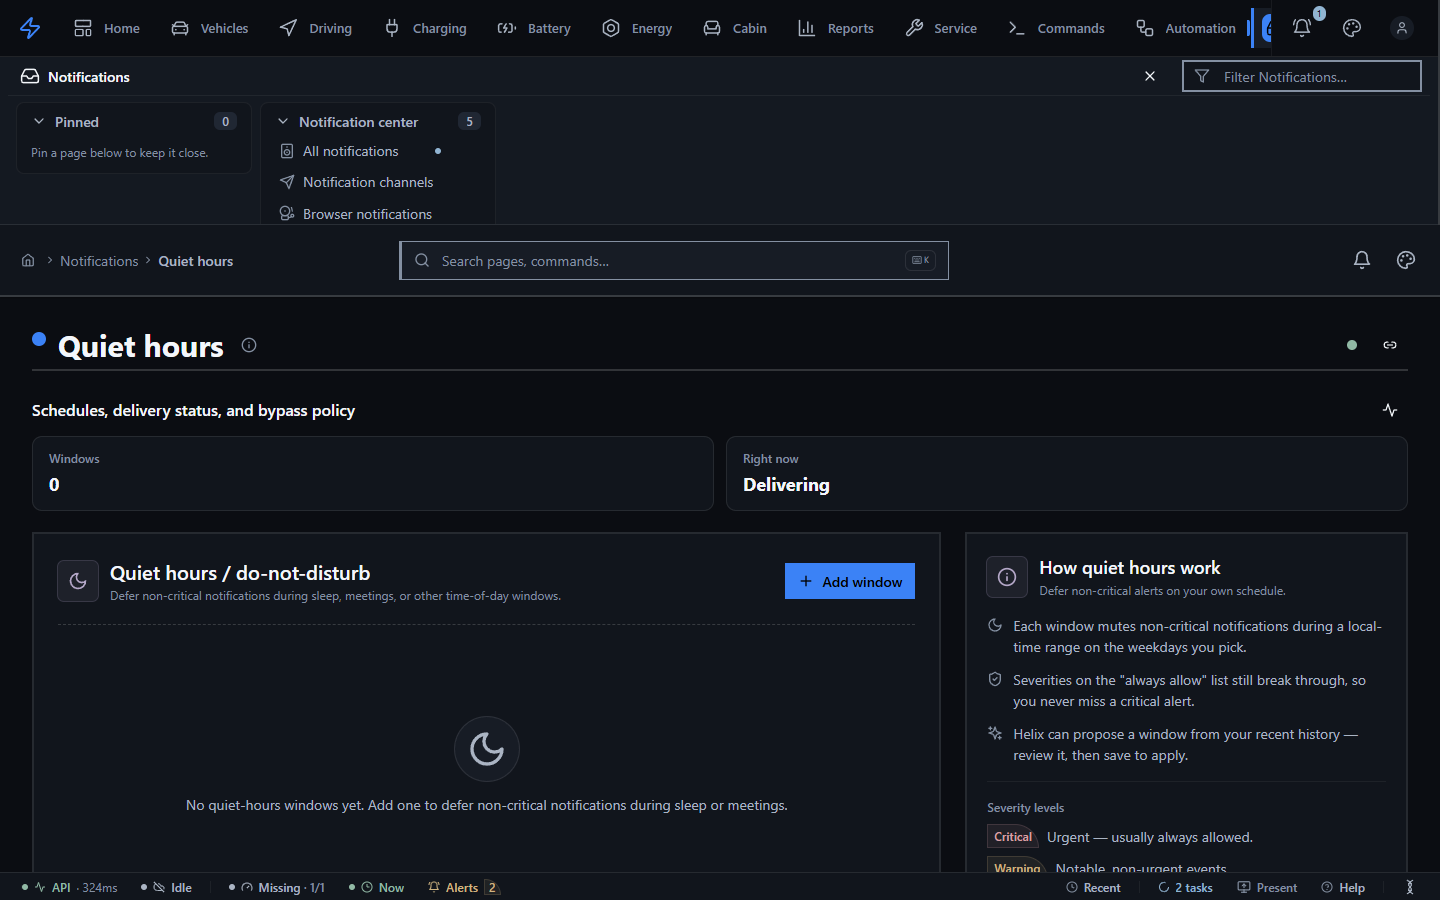 Home Vehicles Driving Charging Battery Energy Cabin Reports Service Commands Automation 1
Notifications Filter Notifications...
Pinned 0
Pin a page below to keep it close.
Notification center 5
All notifications
Notification channels
Browser notifications
Notifications Quiet hours Search pages, commands... K
Quiet hours
Schedules, delivery status, and bypass policy
Windows
0
Right now
Delivering
Quiet hours / do-not-disturb
Defer non-critical notifications during sleep, meetings, or other time-of-day windows.
Add window
No quiet-hours windows yet. Add one to defer non-critical notifications during sleep or meetings.
How quiet hours work
Defer non-critical alerts on your own schedule.
Each window mutes non-critical notifications during a local-
time range on the weekdays you pick.
Severities on the "always allow" list still break through, so
you never miss a critical alert.
Helix can propose a window from your recent history —
review it, then save to apply.
Severity levels
Critical Urgent — usually always allowed.
Warning Notable, non-urgent events.
API · 324ms Idle Missing · 1/1 Now Alerts 2 Recent 2 tasks Present Help